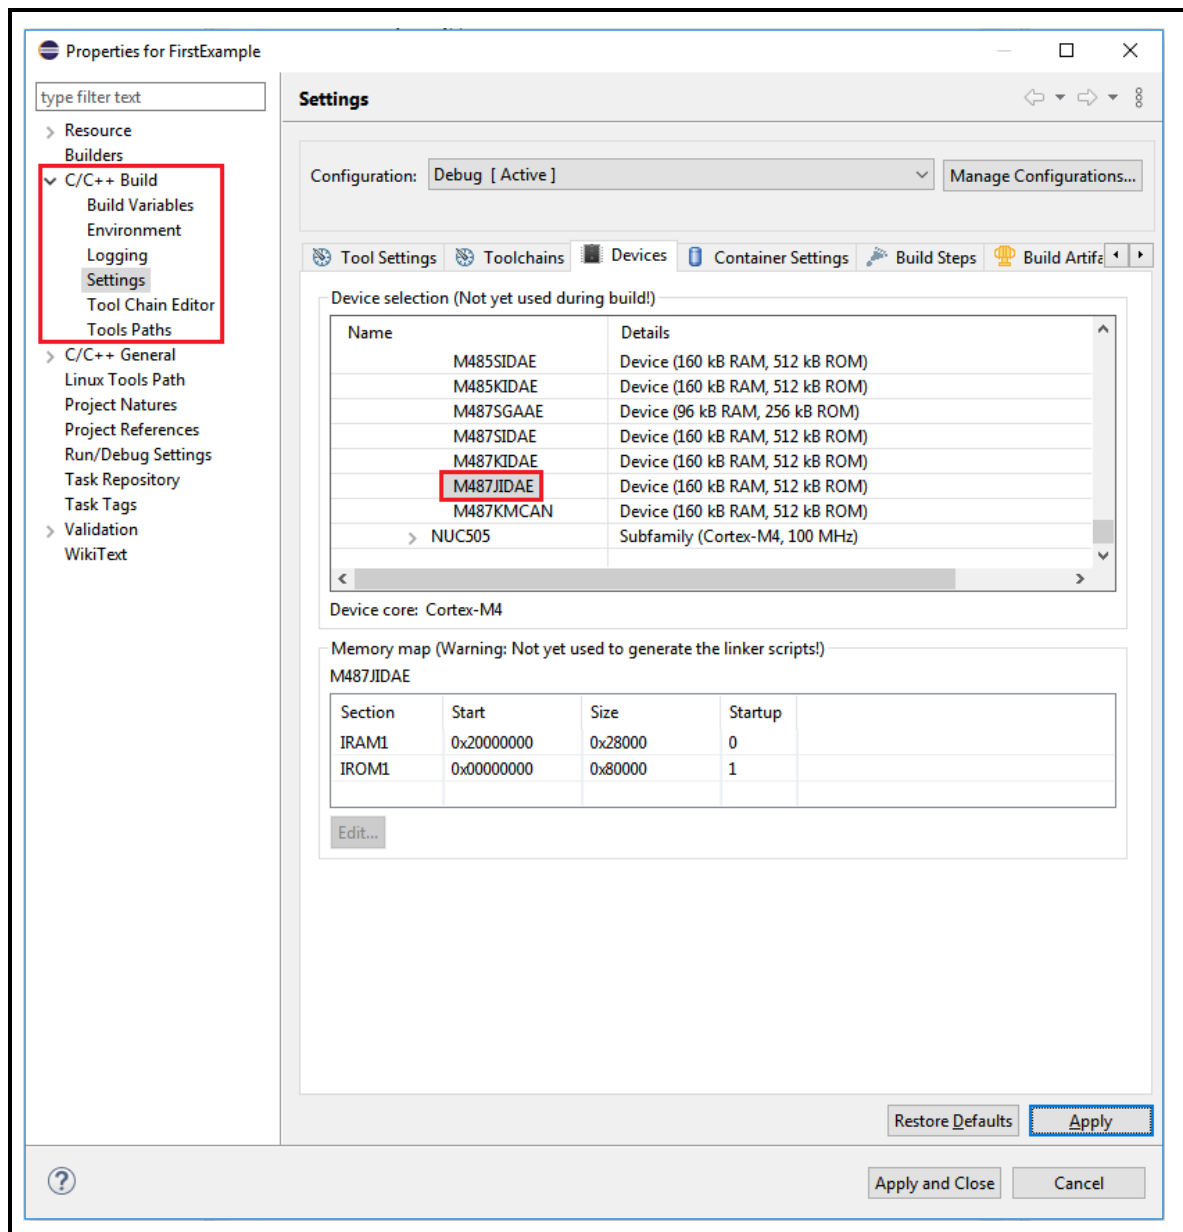 Properties for FirstExample
type filter text
Settings
Resource
Builders
C/C++ Build
Build Variables
Environment
Logging
Settings
Tool Chain Editor
Tools Paths
C/C++ General
Linux Tools Path
Project Natures
Project References
Run/Debug Settings
Task Repository
Task Tags
Validation
WikiText
Configuration: Debug [ Active ] Manage Configurations...
Tool Settings Toolchains Devices Container Settings Build Steps Build Artifa
Device selection (Not yet used during build!)
Name Details
M485SIDAE Device (160 kB RAM, 512 kB ROM)
M485KIDAE Device (160 kB RAM, 512 kB ROM)
M487SGAAE Device (96 kB RAM, 256 kB ROM)
M487SIDAE Device (160 kB RAM, 512 kB ROM)
M487KIDAE Device (160 kB RAM, 512 kB ROM)
M487JIDAE Device (160 kB RAM, 512 kB ROM)
M487KMCAN Device (160 kB RAM, 512 kB ROM)
NUC505 Subfamily (Cortex-M4, 100 MHz)
Device core: Cortex-M4
Memory map (Warning: Not yet used to generate the linker scripts!)
M487JIDAE
Section Start Size Startup
IRAM1 0x20000000 0x28000 0
IROM1 0x00000000 0x80000 1
Edit...
Restore Defaults Apply
? Apply and Close Cancel